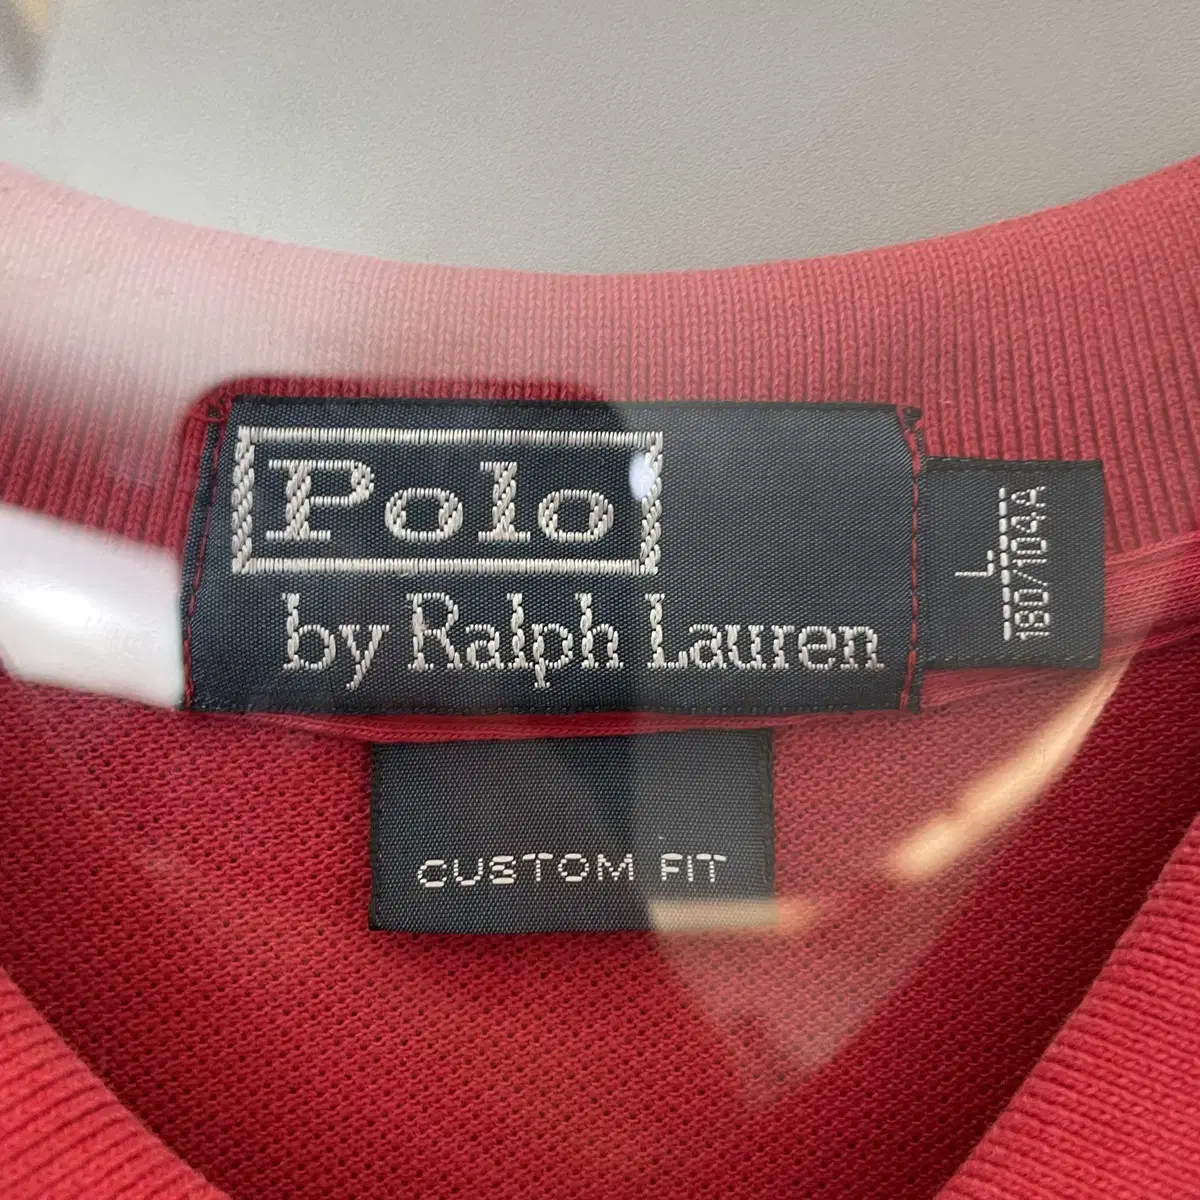 Polo
by Ralph Lauren
L
180/104A
CUSTOM FIT